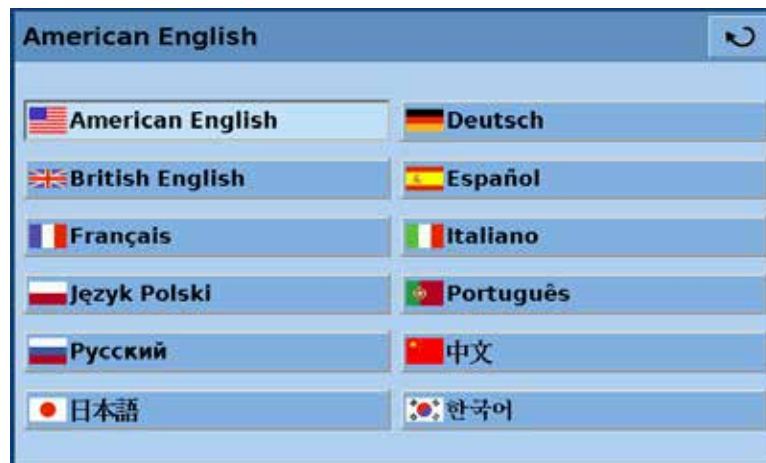 American English
American English
Deutsch
British English
Español
Français
Italiano
Język Polski
Português
Русский
中文
日本語
한국어